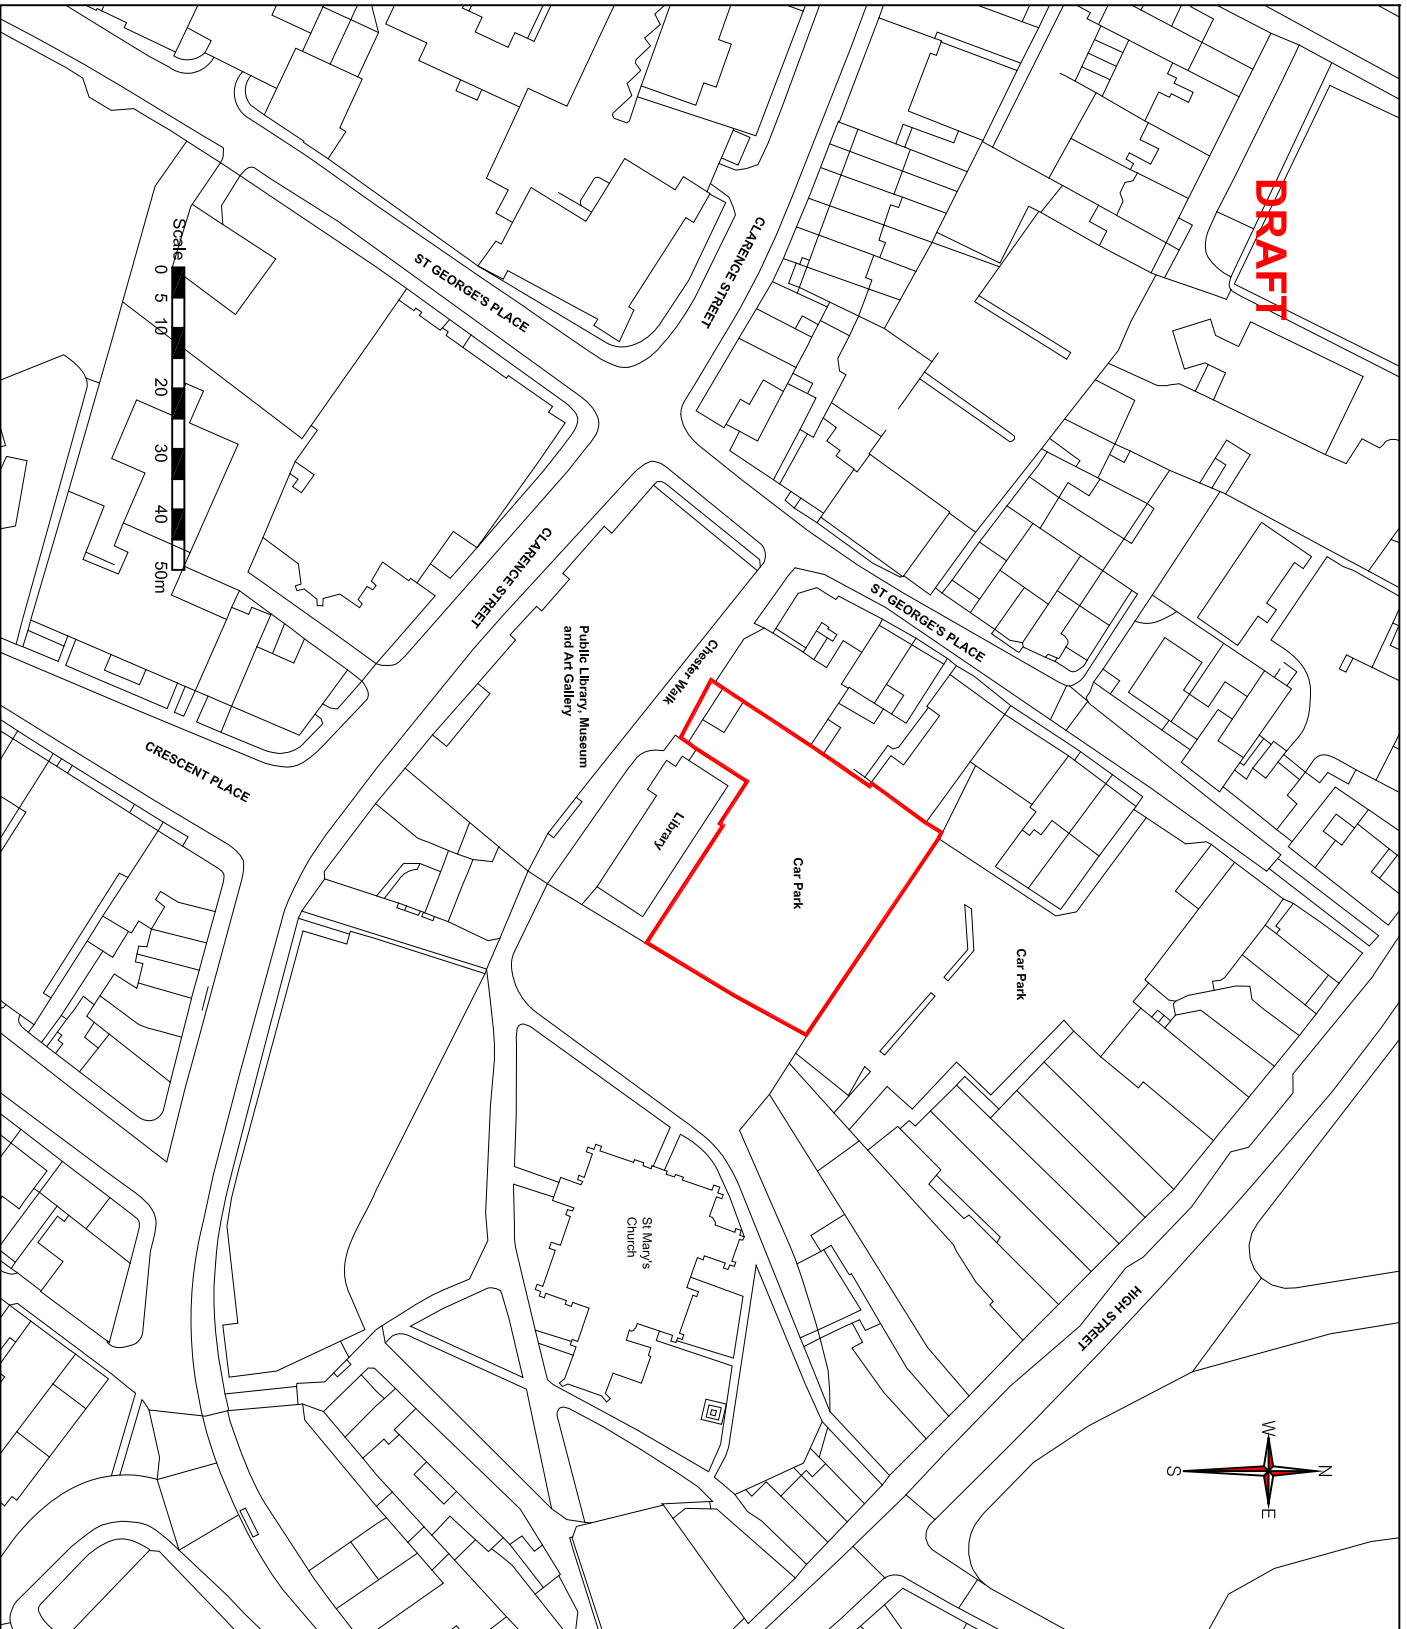 DRAFT
CLARENCE STREET
ST GEORGE'S PLACE
Scale
0 5 10 20 30 40 50m
ST GEORGE'S PLACE
CLARENCE STREET
Chester Walk
Public Library, Museum
and Art Gallery
CRESCENT PLACE
Library
Car Park
Car Park
St Mary's
Church
HIGH STREET
N
W
E
S